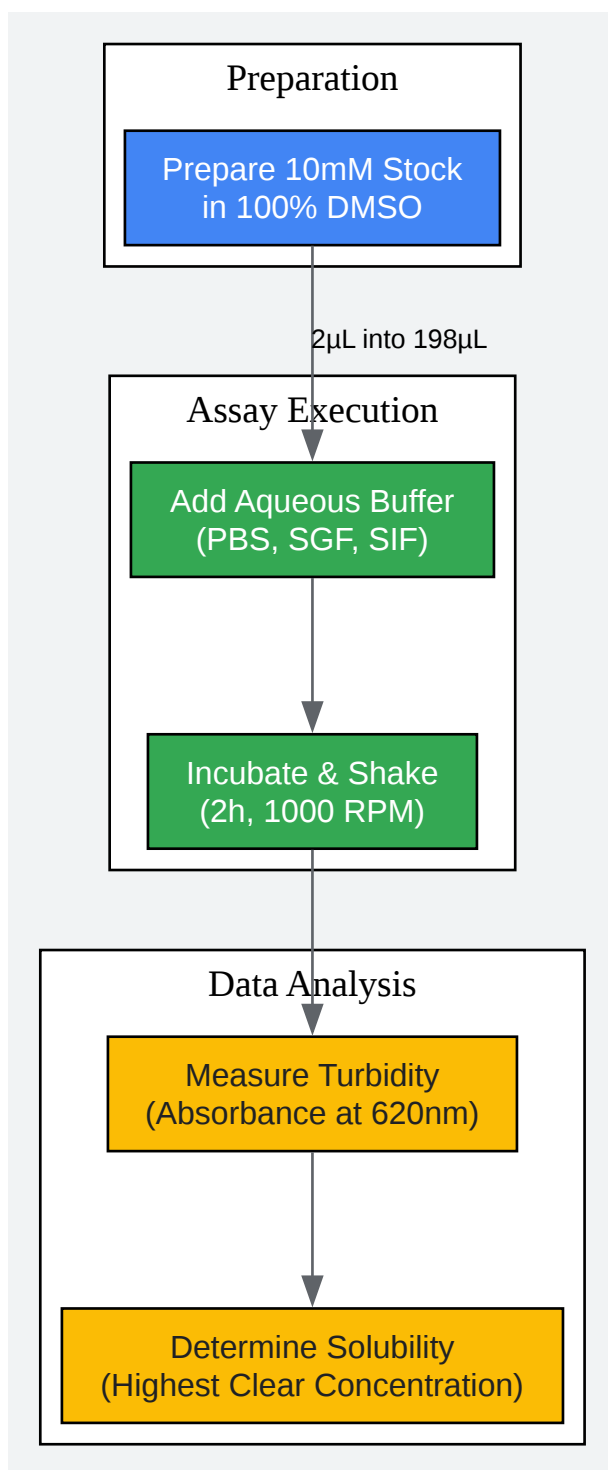 Preparation
Prepare 10mM Stock
in 100% DMSO
2µL into 198µL
Assay Execution
Add Aqueous Buffer
(PBS, SGF, SIF)
Incubate & Shake
(2h, 1000 RPM)
Data Analysis
Measure Turbidity
(Absorbance at 620nm)
Determine Solubility
(Highest Clear Concentration)